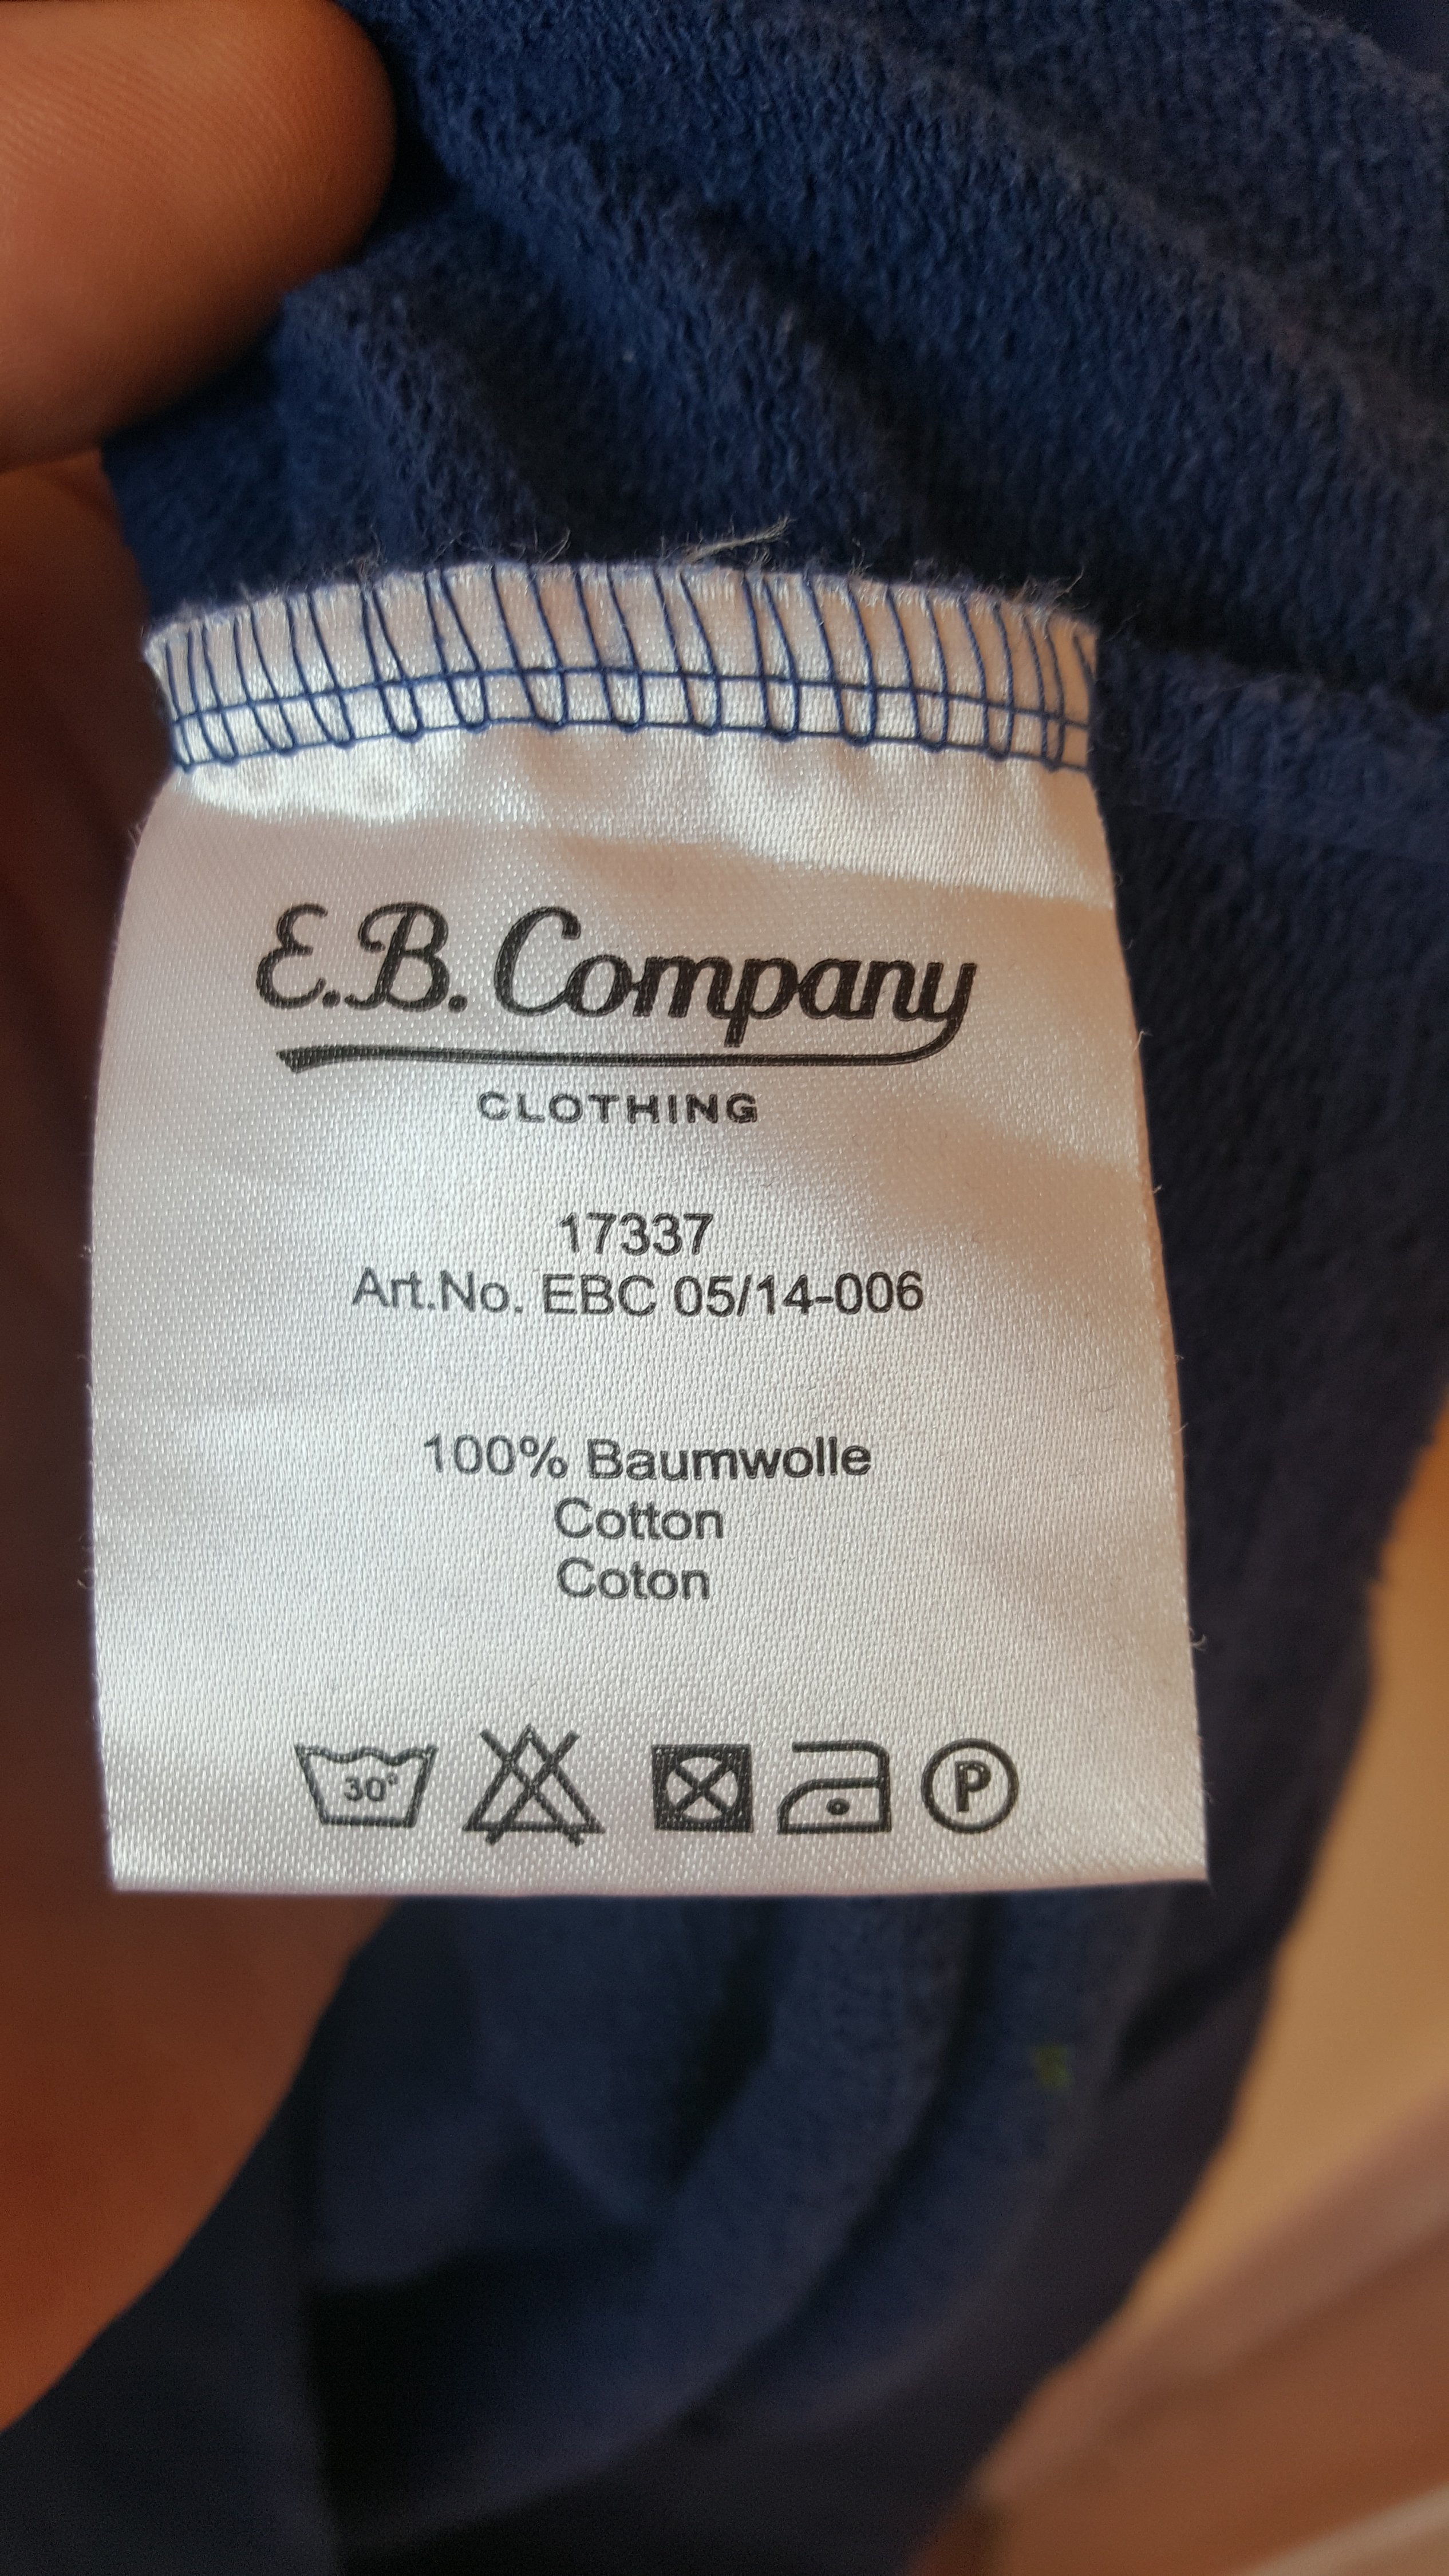 E.B. Company
CLOTHING
17337
Art.No. EBC 05/14-006
100% Baumwolle
Cotton
Coton
30°
P